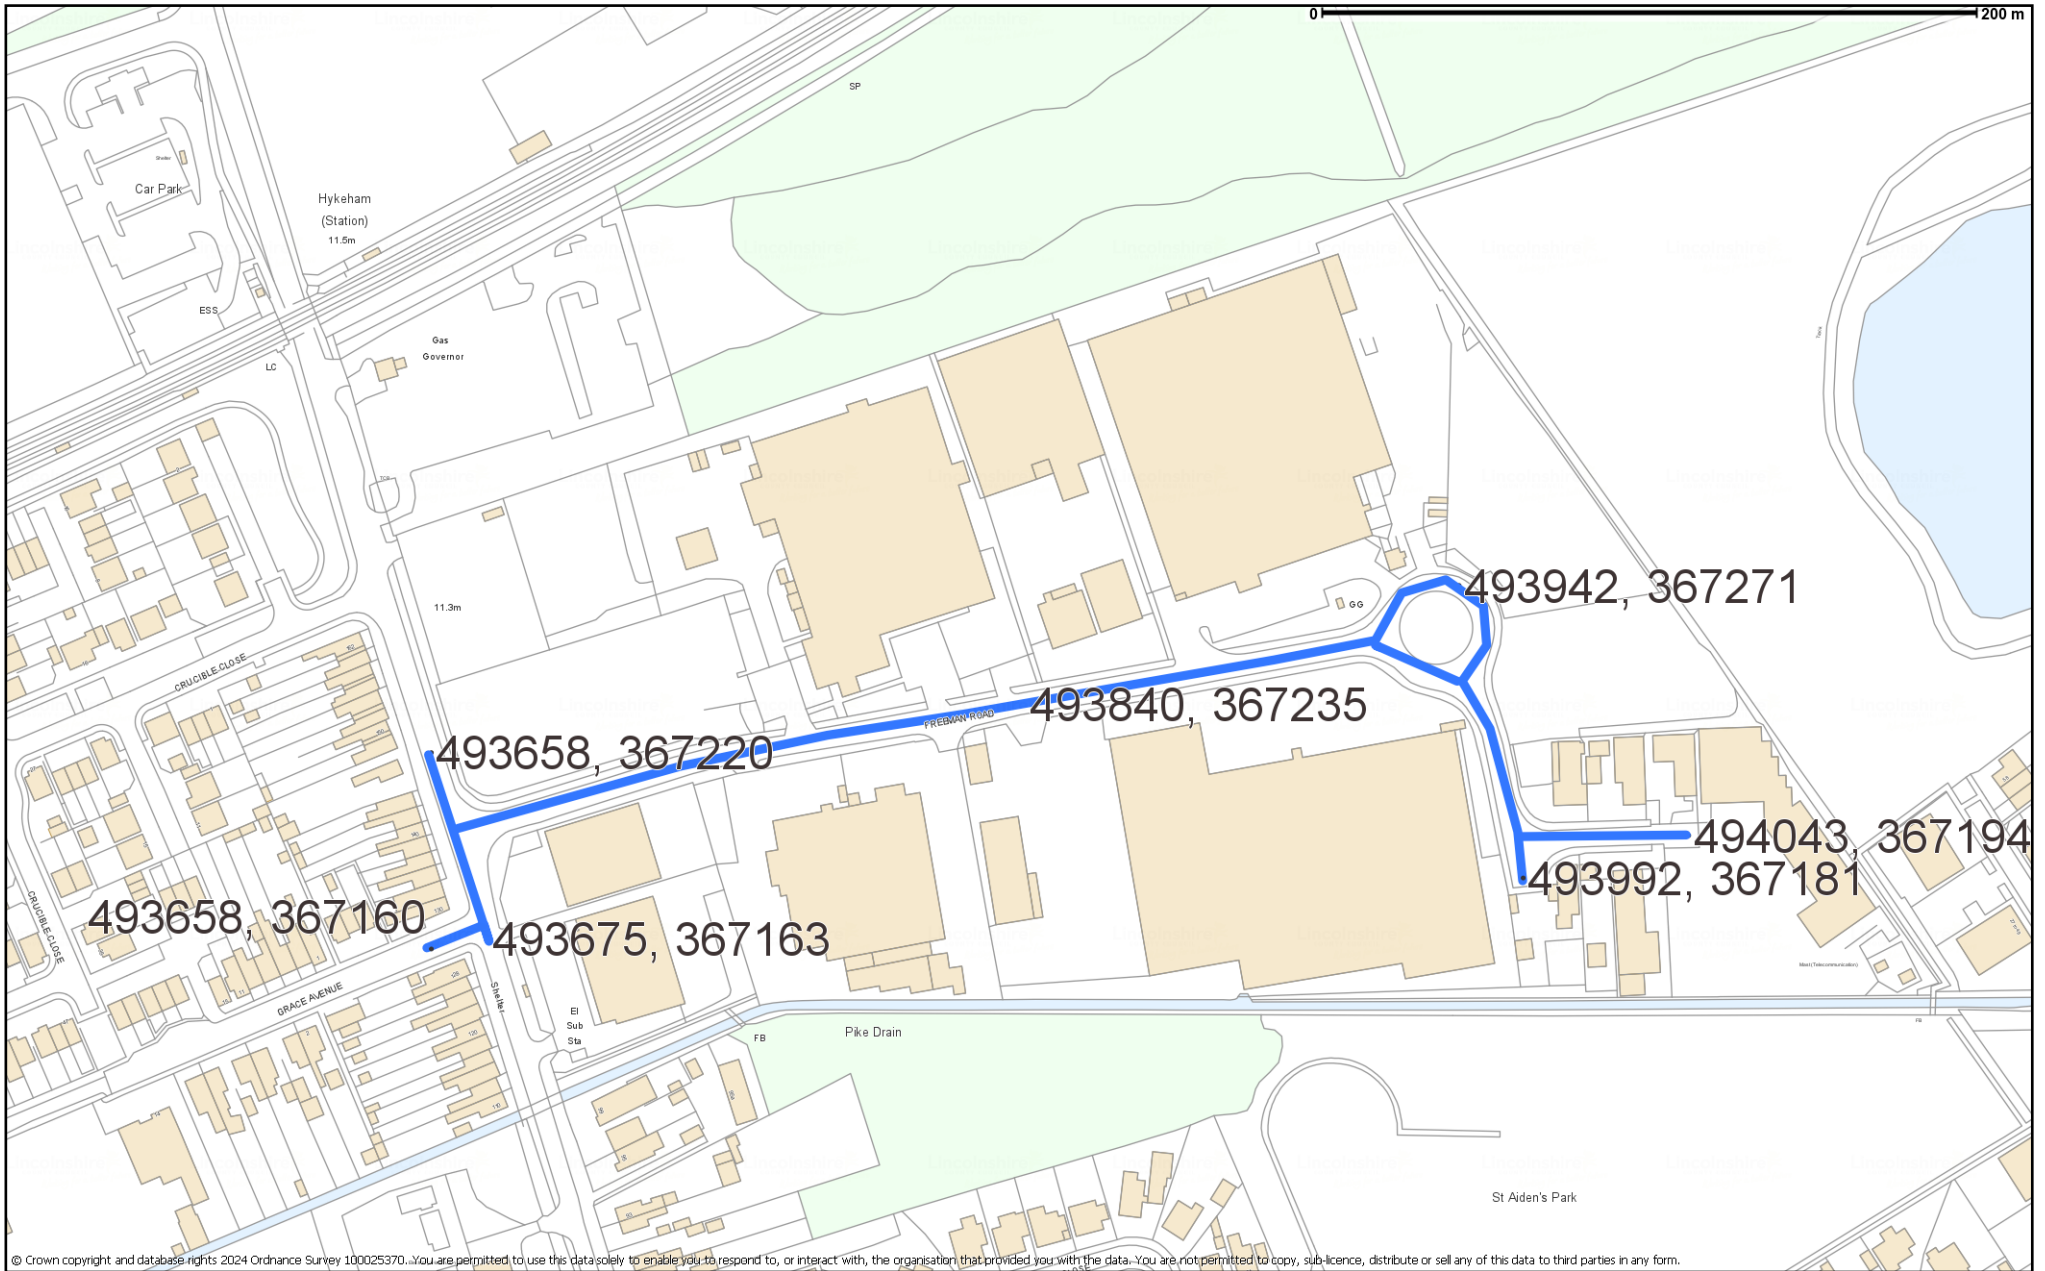 0
200 m
SP
Shelter
Car Park
Hykeham
(Station)
11.5m
ESS
Gas
Governor
LC
TCB
11.3m
GG
493942, 367271
CRUCIBLE CLOSE
493840, 367235
FREEMAN ROAD
493658, 367220
494043, 367194
493992, 367181
493658, 367160
493675, 367163
CRUCIBLE CLOSE
GRACE AVENUE
Shelter
Mast (Telecommunication)
El
Sub
Sta
FB
Pike Drain
FB
St Aiden's Park
© Crown copyright and database rights 2024 Ordnance Survey 100025370. You are permitted to use this data solely to enable you to respond to, or interact with, the organisation that provided you with the data. You are not permitted to copy, sub-licence, distribute or sell any of this data to third parties in any form.